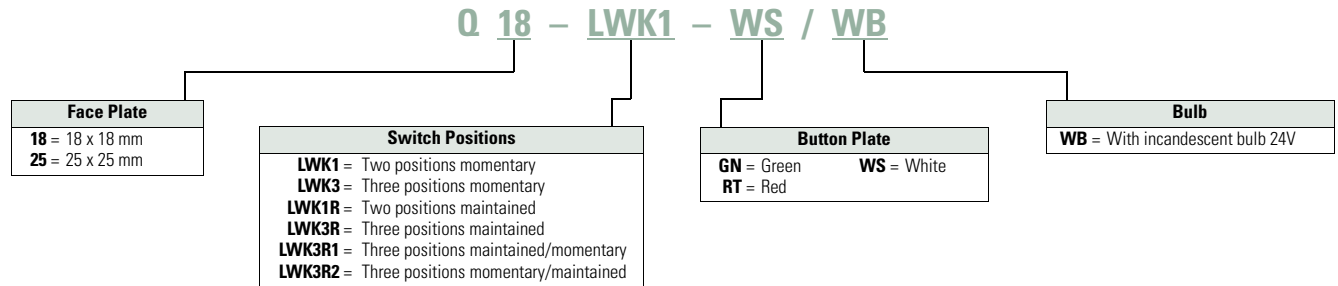 Q 18 – LWK1 – WS / WB
Face Plate
18 = 18 x 18 mm
25 = 25 x 25 mm
Switch Positions
LWK1 = Two positions momentary
LWK3 = Three positions momentary
LWK1R = Two positions maintained
LWK3R = Three positions maintained
LWK3R1 = Three positions maintained/momentary
LWK3R2 = Three positions momentary/maintained
Button Plate
GN = Green WS = White
RT = Red
Bulb
WB = With incandescent bulb 24V